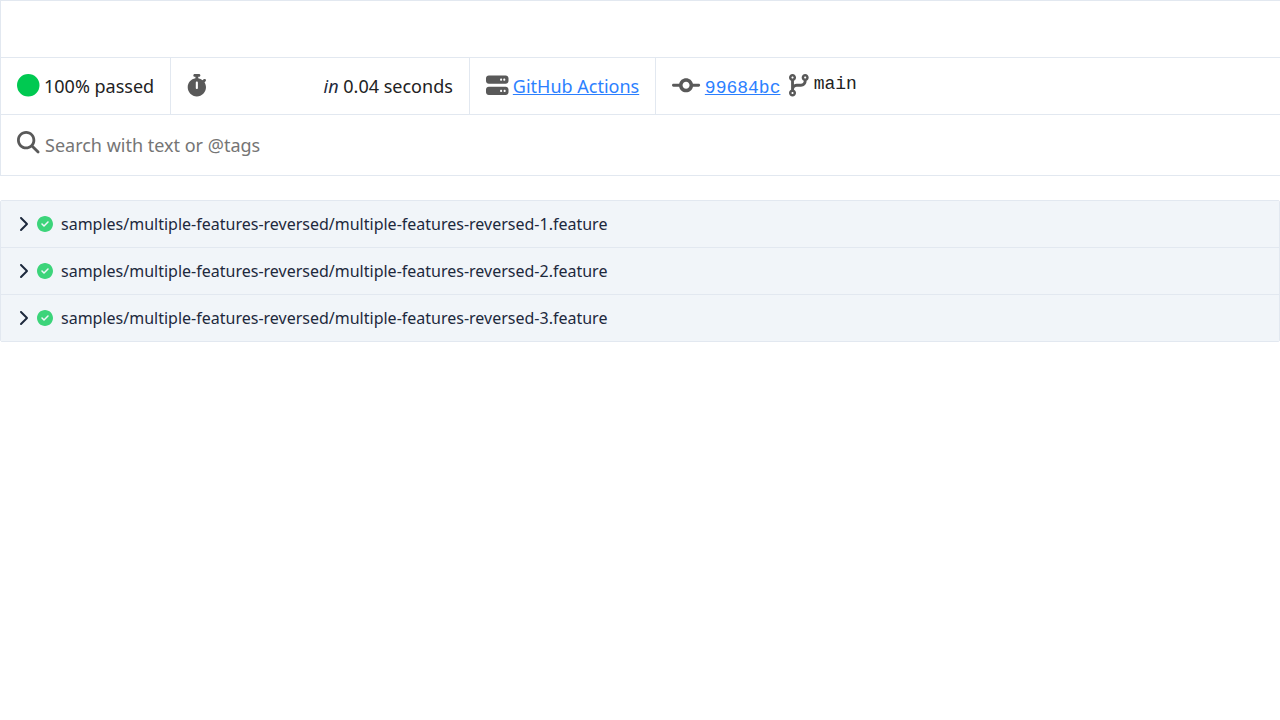 100% passed in 0.04 seconds GitHub Actions 99684bc main
Search with text or @tags
samples/multiple-features-reversed/multiple-features-reversed-1.feature
samples/multiple-features-reversed/multiple-features-reversed-2.feature
samples/multiple-features-reversed/multiple-features-reversed-3.feature